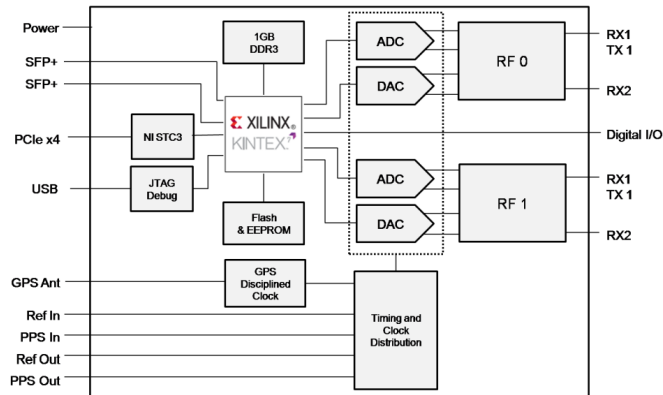 Power
SFP+
SFP+
PCIe x4
USB
GPS Ant
Ref In
PPS In
Ref Out
PPS Out
1GB
DDR3
NI STC3
JTAG
Debug
XILINX®
KINTEX.7
Flash
& EEPROM
GPS
Disciplined
Clock
ADC
DAC
ADC
DAC
Timing and
Clock
Distribution
RF 0
RF 1
RX1
TX 1
RX2
Digital I/O
RX1
TX 1
RX2